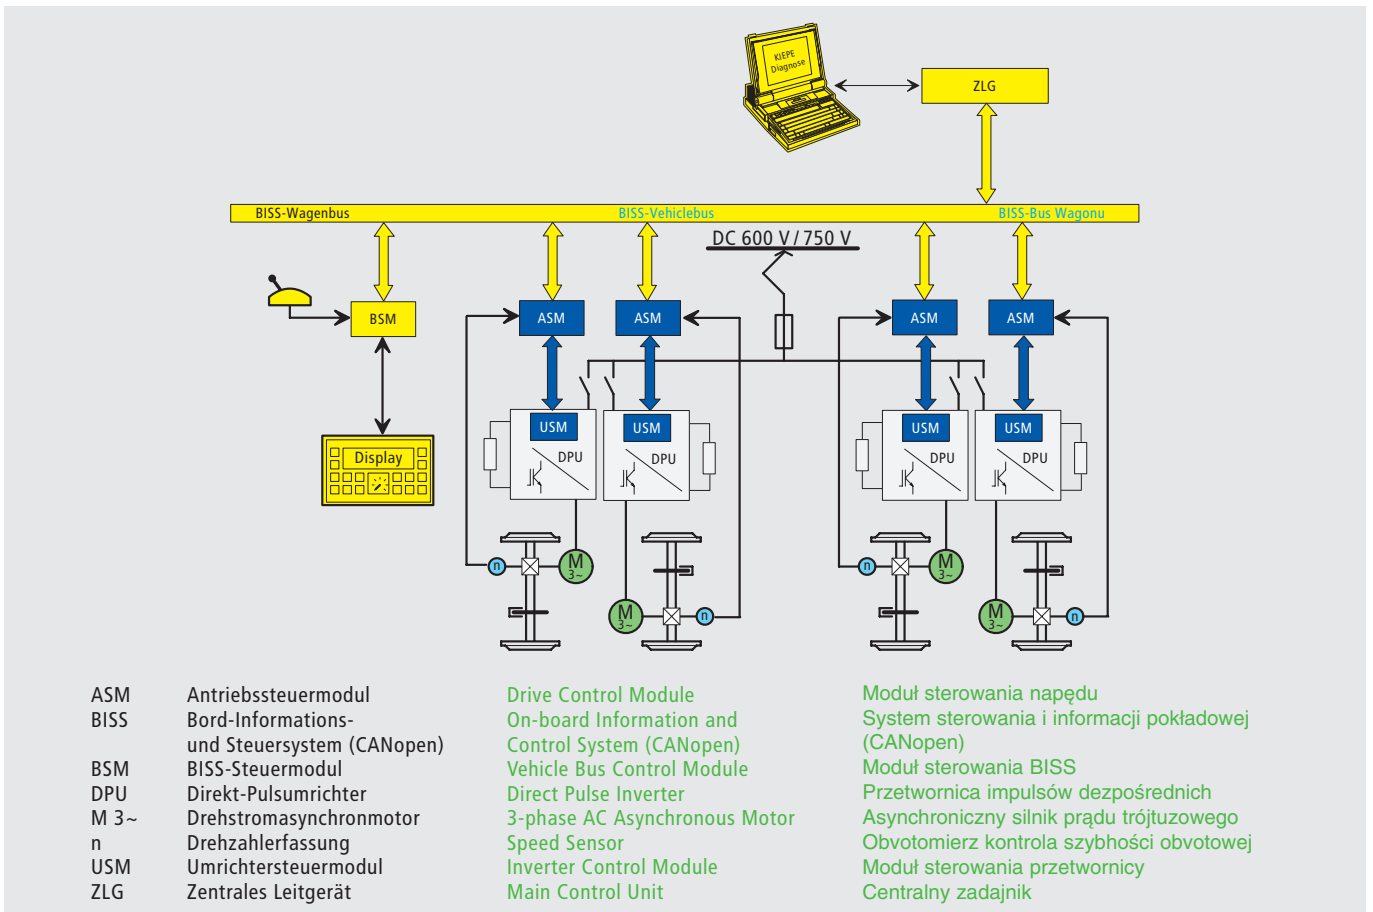 KIEPE
Diagnose
ZLG
BISS-Wagenbus BISS-Vehiclebus BISS-Bus Wagonu
DC 600 V / 750 V
BSM ASM ASM ASM ASM
USM USM USM USM
Display DPU DPU DPU DPU
n M 3~ n M 3~
M 3~ n M 3~ n
ASM Antriebssteuermodul Drive Control Module Moduł sterowania napędu
BISS Bord-Informations- On-board Information and System sterowania i informacji pokładowej
und Steuersystem (CANopen) Control System (CANopen) (CANopen)
BSM BISS-Steuermodul Vehicle Bus Control Module Moduł sterowania BISS
DPU Direkt-Pulsumrichter Direct Pulse Inverter Przetwornica impulsów dezpośrednich
M 3~ Drehstromasynchronmotor 3-phase AC Asynchronous Motor Asynchroniczny silnik prądu trójtuzowego
n Drehzahlerfassung Speed Sensor Obvotomierz kontrola szybhości obvotowej
USM Umrichtersteuermodul Inverter Control Module Moduł sterowania przetwornicy
ZLG Zentrales Leitgerät Main Control Unit Centralny zadajnik